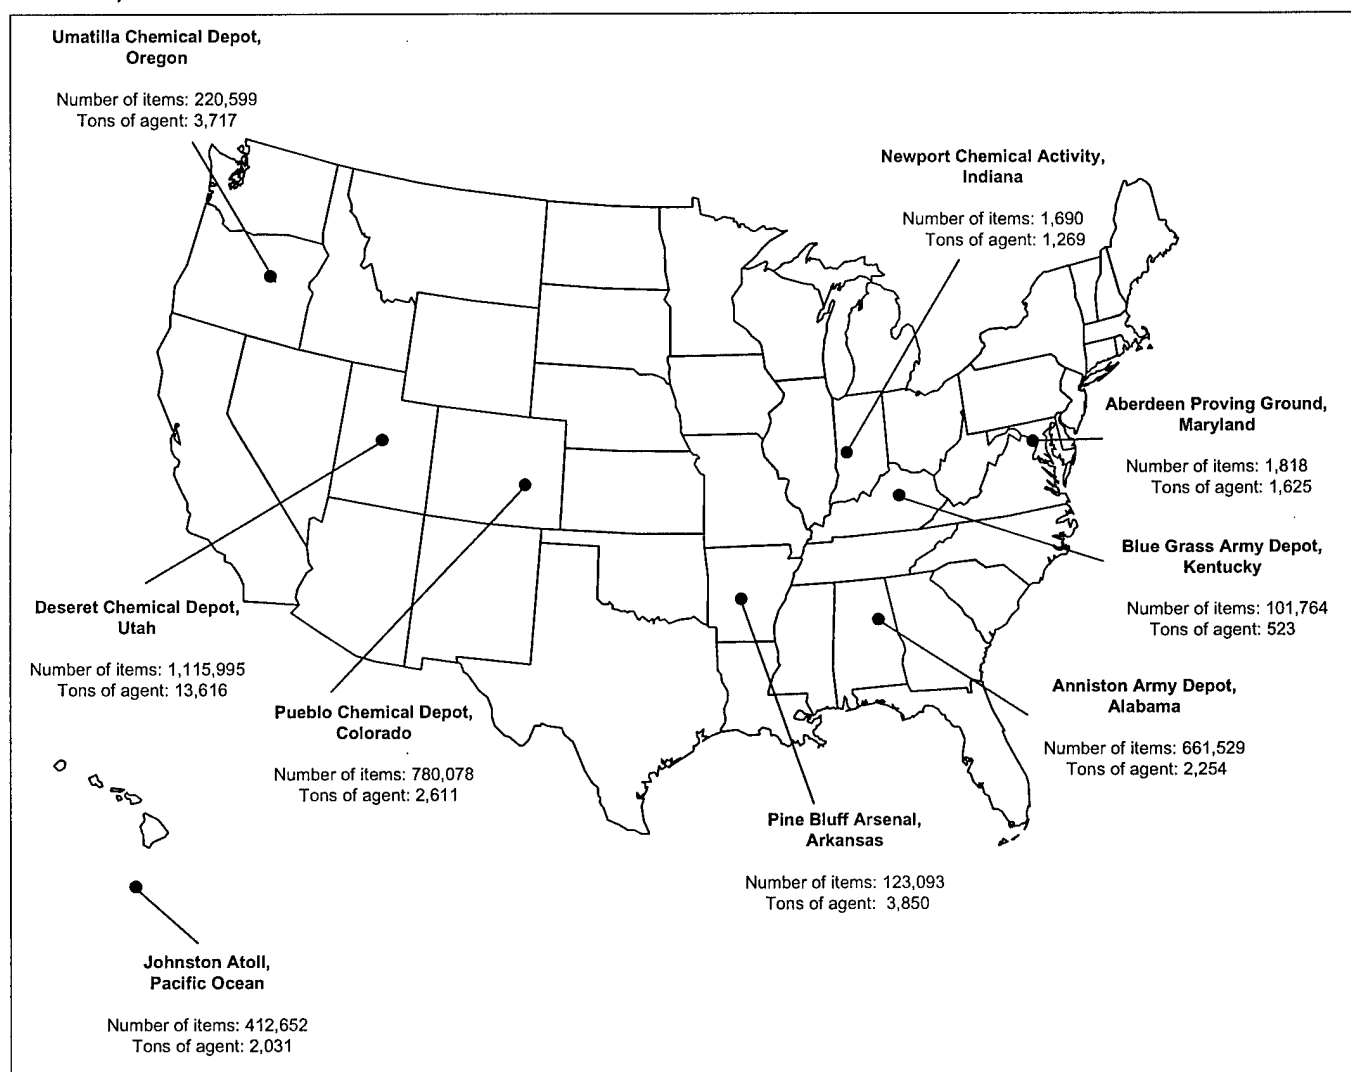 Umatilla Chemical Depot,
Oregon
Number of items: 220,599
Tons of agent: 3,717
Newport Chemical Activity,
Indiana
Number of items: 1,690
Tons of agent: 1,269
Aberdeen Proving Ground,
Maryland
Number of items: 1,818
Tons of agent: 1,625
Blue Grass Army Depot,
Kentucky
Number of items: 101,764
Tons of agent: 523
Deseret Chemical Depot,
Utah
Number of items: 1,115,995
Tons of agent: 13,616
Anniston Army Depot,
Alabama
Number of items: 661,529
Tons of agent: 2,254
Pueblo Chemical Depot,
Colorado
Number of items: 780,078
Tons of agent: 2,611
Pine Bluff Arsenal,
Arkansas
Number of items: 123,093
Tons of agent: 3,850
Johnston Atoll,
Pacific Ocean
Number of items: 412,652
Tons of agent: 2,031